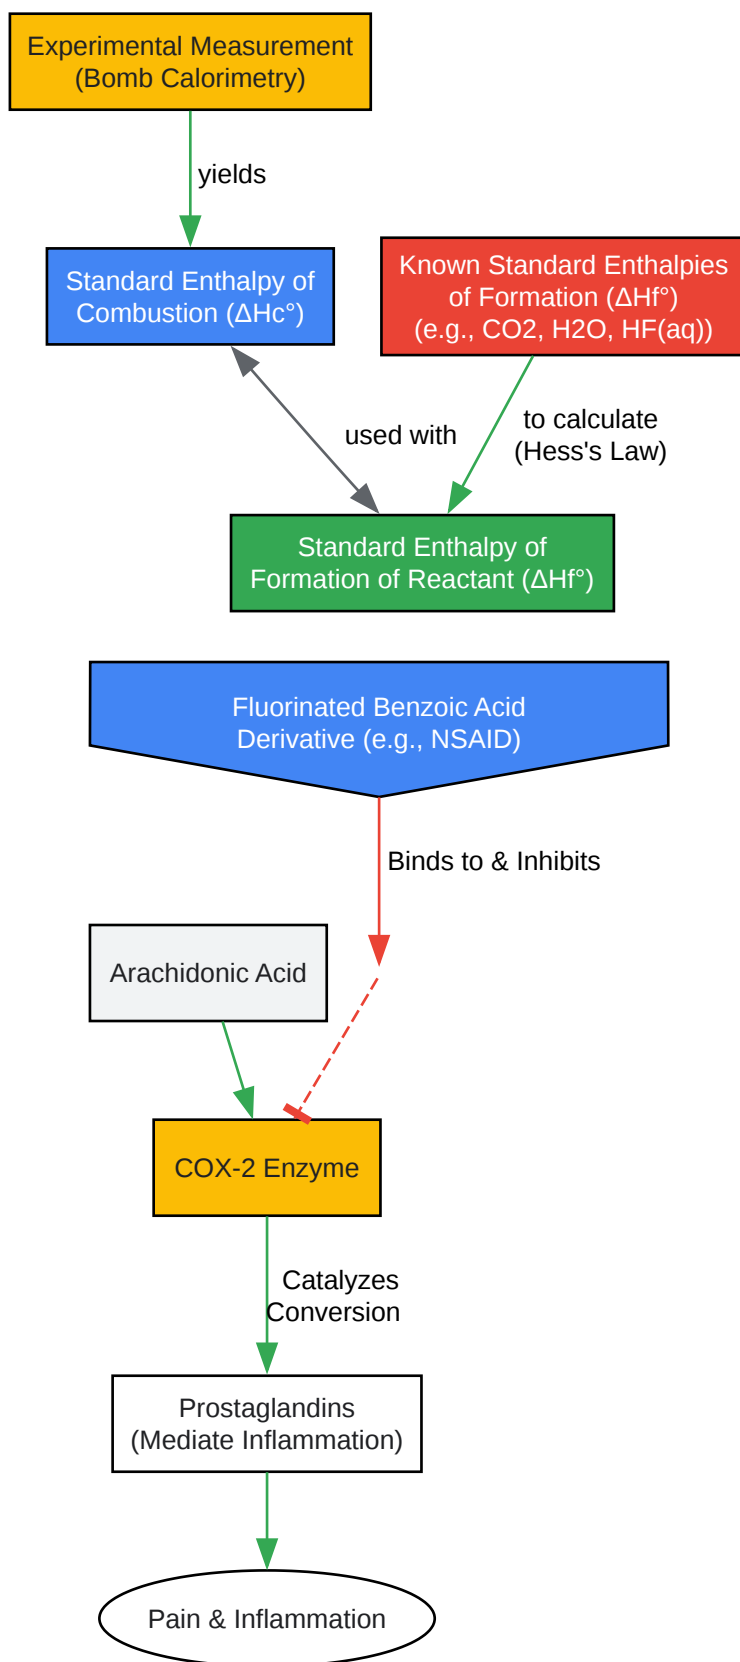 Experimental Measurement
(Bomb Calorimetry)
yields
Standard Enthalpy of
Combustion (ΔHc°)
Known Standard Enthalpies
of Formation (ΔHf°)
(e.g., CO2, H2O, HF(aq))
used with
to calculate
(Hess's Law)
Standard Enthalpy of
Formation of Reactant (ΔHf°)
Fluorinated Benzoic Acid
Derivative (e.g., NSAID)
Binds to & Inhibits
Arachidonic Acid
COX-2 Enzyme
Catalyzes
Conversion
Prostaglandins
(Mediate Inflammation)
Pain & Inflammation